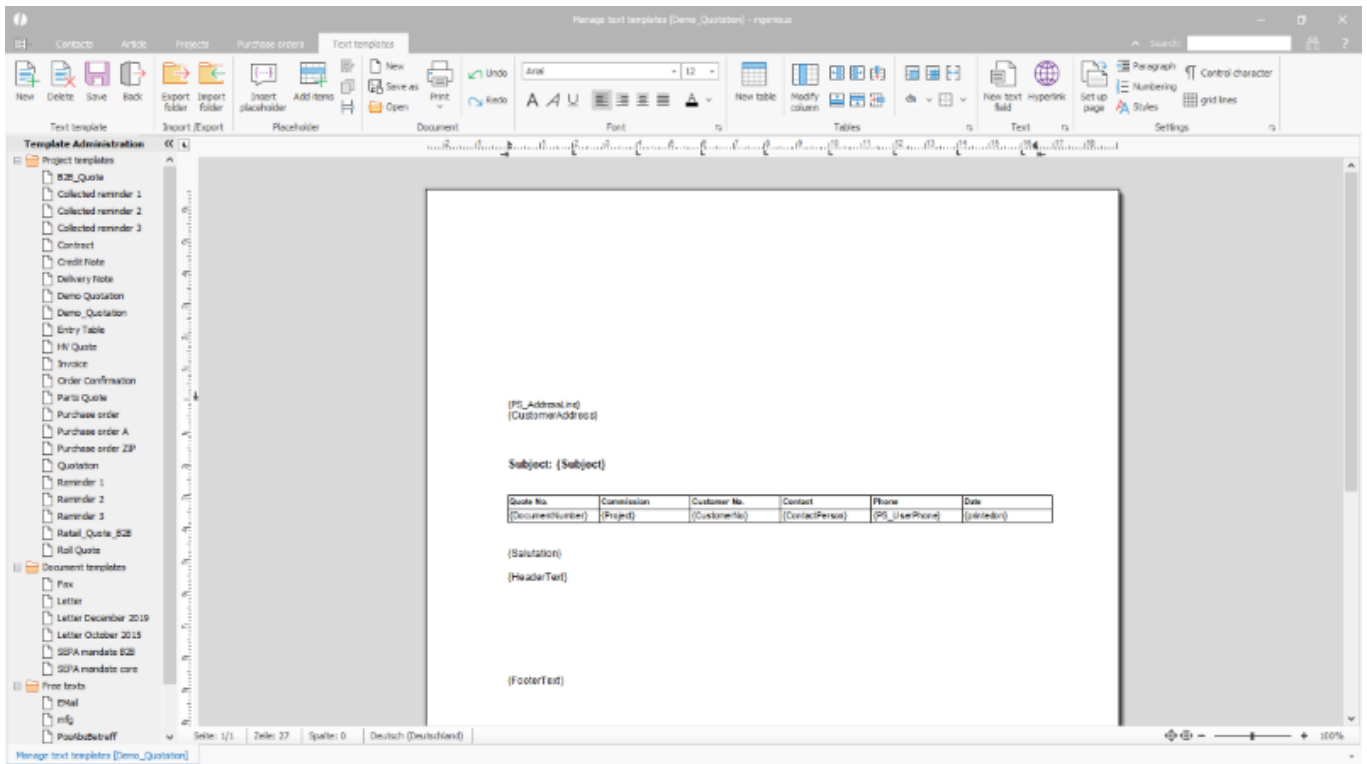 Manage text templates [Demo_Quotation] - ingenious
Contacts Article Projects Purchase orders Text templates Search: ?
New Delete Save Back Export folder Import folder Insert placeholder Add items New Save as Open Print Undo Redo Arial 12 New table Modify column New text field Hyperlink Set up page Paragraph Numbering Styles Control character grid lines
Text template Import /Export Placeholder Document Font Tables Text Settings
Template Administration
Project templates
B2B_Quote
Collected reminder 1
Collected reminder 2
Collected reminder 3
Contract
Credit Note
Delivery Note
Demo Quotation
Demo_Quotation
Entry Table
HV Quote
Invoice
Order Confirmation
Parts Quote
Purchase order
Purchase order A
Purchase order ZIP
Quotation
Reminder 1
Reminder 2
Reminder 3
Retail_Quote_B2B
Roll Quote
Document templates
Fax
Letter
Letter December 2019
Letter October 2015
SEPA mandate B2B
SEPA mandate core
Free texts
EMail
mfg
PosAbsBetreff
{PS_AddressLine}
{CustomerAddress}
Subject: {Subject}
Quote No. Commission Customer No. Contact Phone Date
{DocumentNumber} {Project} {CustomerNo} {ContactPerson} {PS_UserPhone} {printedon}
{Salutation}
{HeaderText}
{FooterText}
Seite: 1/1 Zeile: 27 Spalte: 0 Deutsch (Deutschland) 100%
Manage text templates [Demo_Quotation]